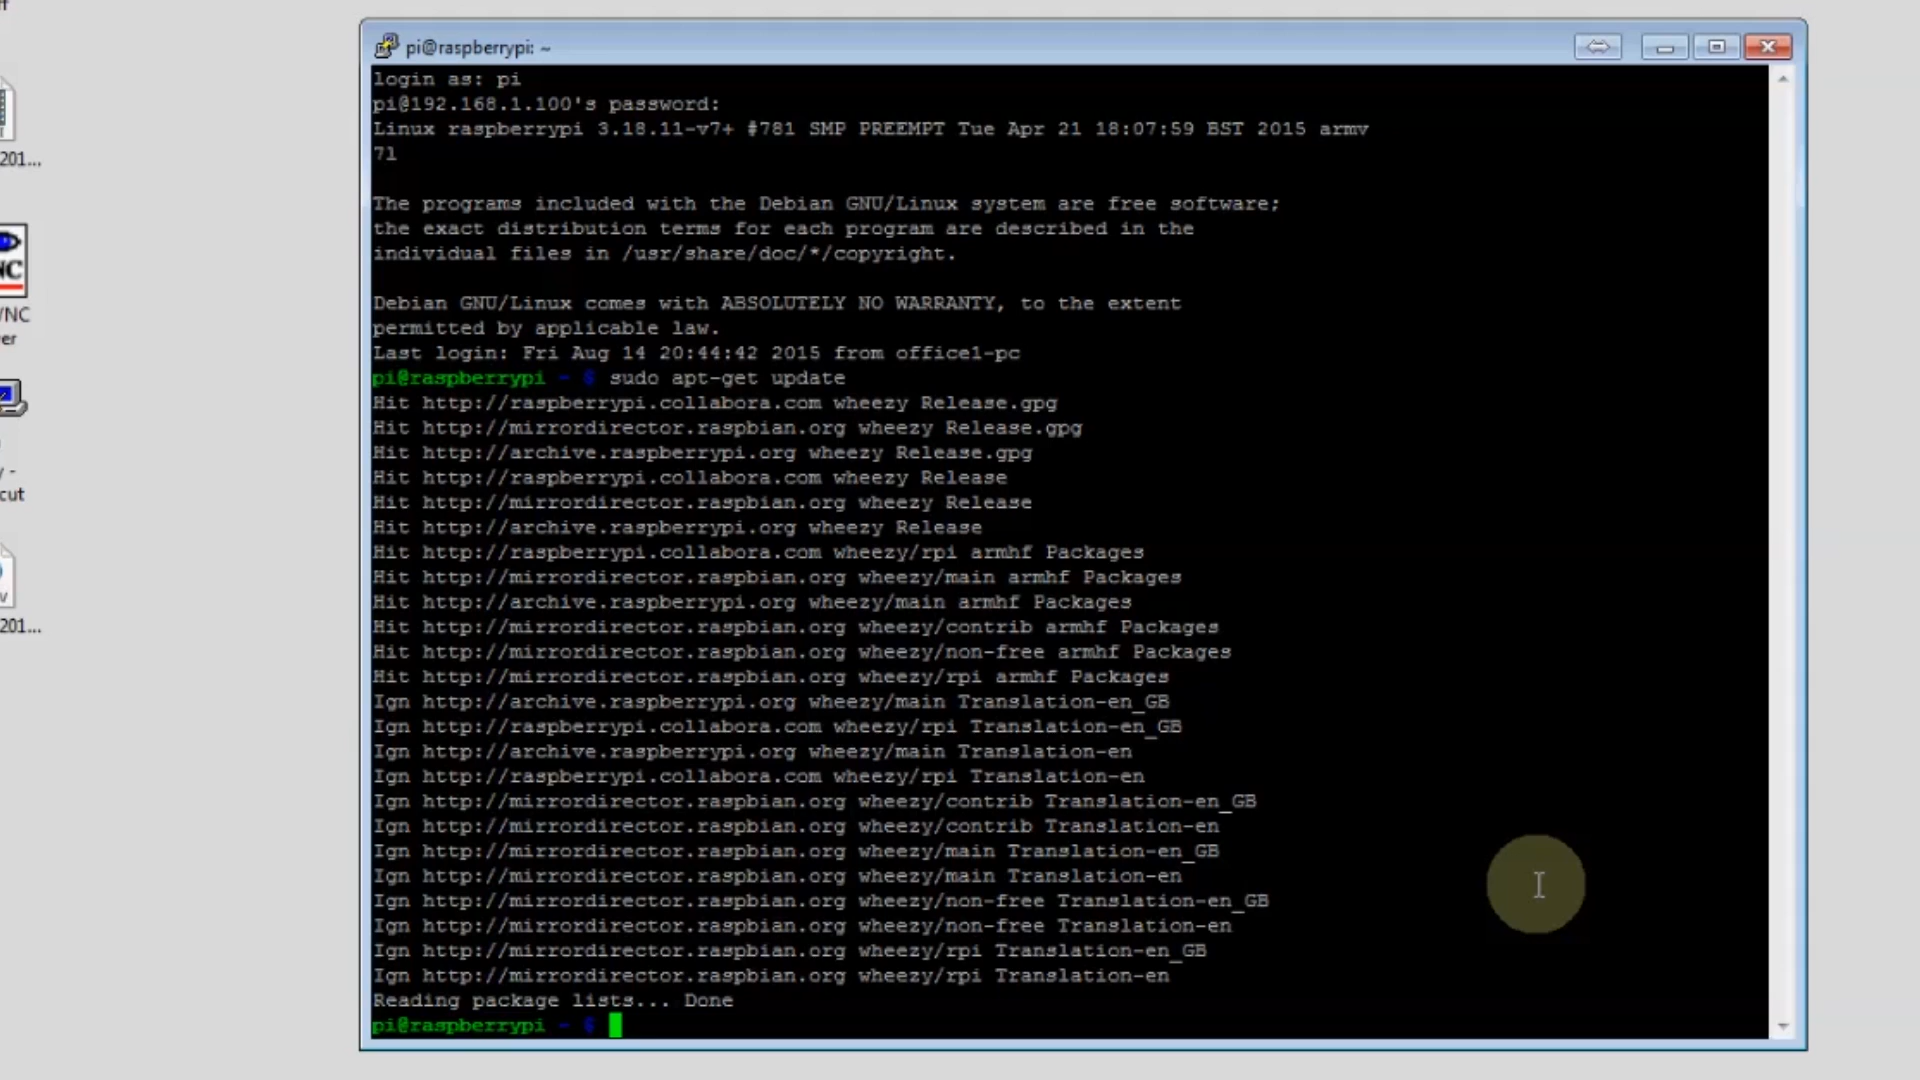 pi@raspberrypi: ~
login as: pi
pi@192.168.1.100's password:
Linux raspberrypi 3.18.11-v7+ #781 SMP PREEMPT Tue Apr 21 18:07:59 BST 2015 armv
7l
The programs included with the Debian GNU/Linux system are free software;
the exact distribution terms for each program are described in the
individual files in /usr/share/doc/*/copyright.
Debian GNU/Linux comes with ABSOLUTELY NO WARRANTY, to the extent
permitted by applicable law.
Last login: Fri Aug 14 20:44:42 2015 from office1-pc
pi@raspberrypi ~ $ sudo apt-get update
Hit http://raspberrypi.collabora.com wheezy Release.gpg
Hit http://mirrordirector.raspbian.org wheezy Release.gpg
Hit http://archive.raspberrypi.org wheezy Release.gpg
Hit http://raspberrypi.collabora.com wheezy Release
Hit http://mirrordirector.raspbian.org wheezy Release
Hit http://archive.raspberrypi.org wheezy Release
Hit http://raspberrypi.collabora.com wheezy/rpi armhf Packages
Hit http://mirrordirector.raspbian.org wheezy/main armhf Packages
Hit http://archive.raspberrypi.org wheezy/main armhf Packages
Hit http://mirrordirector.raspbian.org wheezy/contrib armhf Packages
Hit http://mirrordirector.raspbian.org wheezy/non-free armhf Packages
Hit http://mirrordirector.raspbian.org wheezy/rpi armhf Packages
Ign http://archive.raspberrypi.org wheezy/main Translation-en_GB
Ign http://raspberrypi.collabora.com wheezy/rpi Translation-en_GB
Ign http://archive.raspberrypi.org wheezy/main Translation-en
Ign http://raspberrypi.collabora.com wheezy/rpi Translation-en
Ign http://mirrordirector.raspbian.org wheezy/contrib Translation-en_GB
Ign http://mirrordirector.raspbian.org wheezy/contrib Translation-en
Ign http://mirrordirector.raspbian.org wheezy/main Translation-en_GB
Ign http://mirrordirector.raspbian.org wheezy/main Translation-en
Ign http://mirrordirector.raspbian.org wheezy/non-free Translation-en_GB
Ign http://mirrordirector.raspbian.org wheezy/non-free Translation-en
Ign http://mirrordirector.raspbian.org wheezy/rpi Translation-en_GB
Ign http://mirrordirector.raspbian.org wheezy/rpi Translation-en
Reading package lists... Done
pi@raspberrypi ~ $
201...
NC
/NC
er
cut
201...